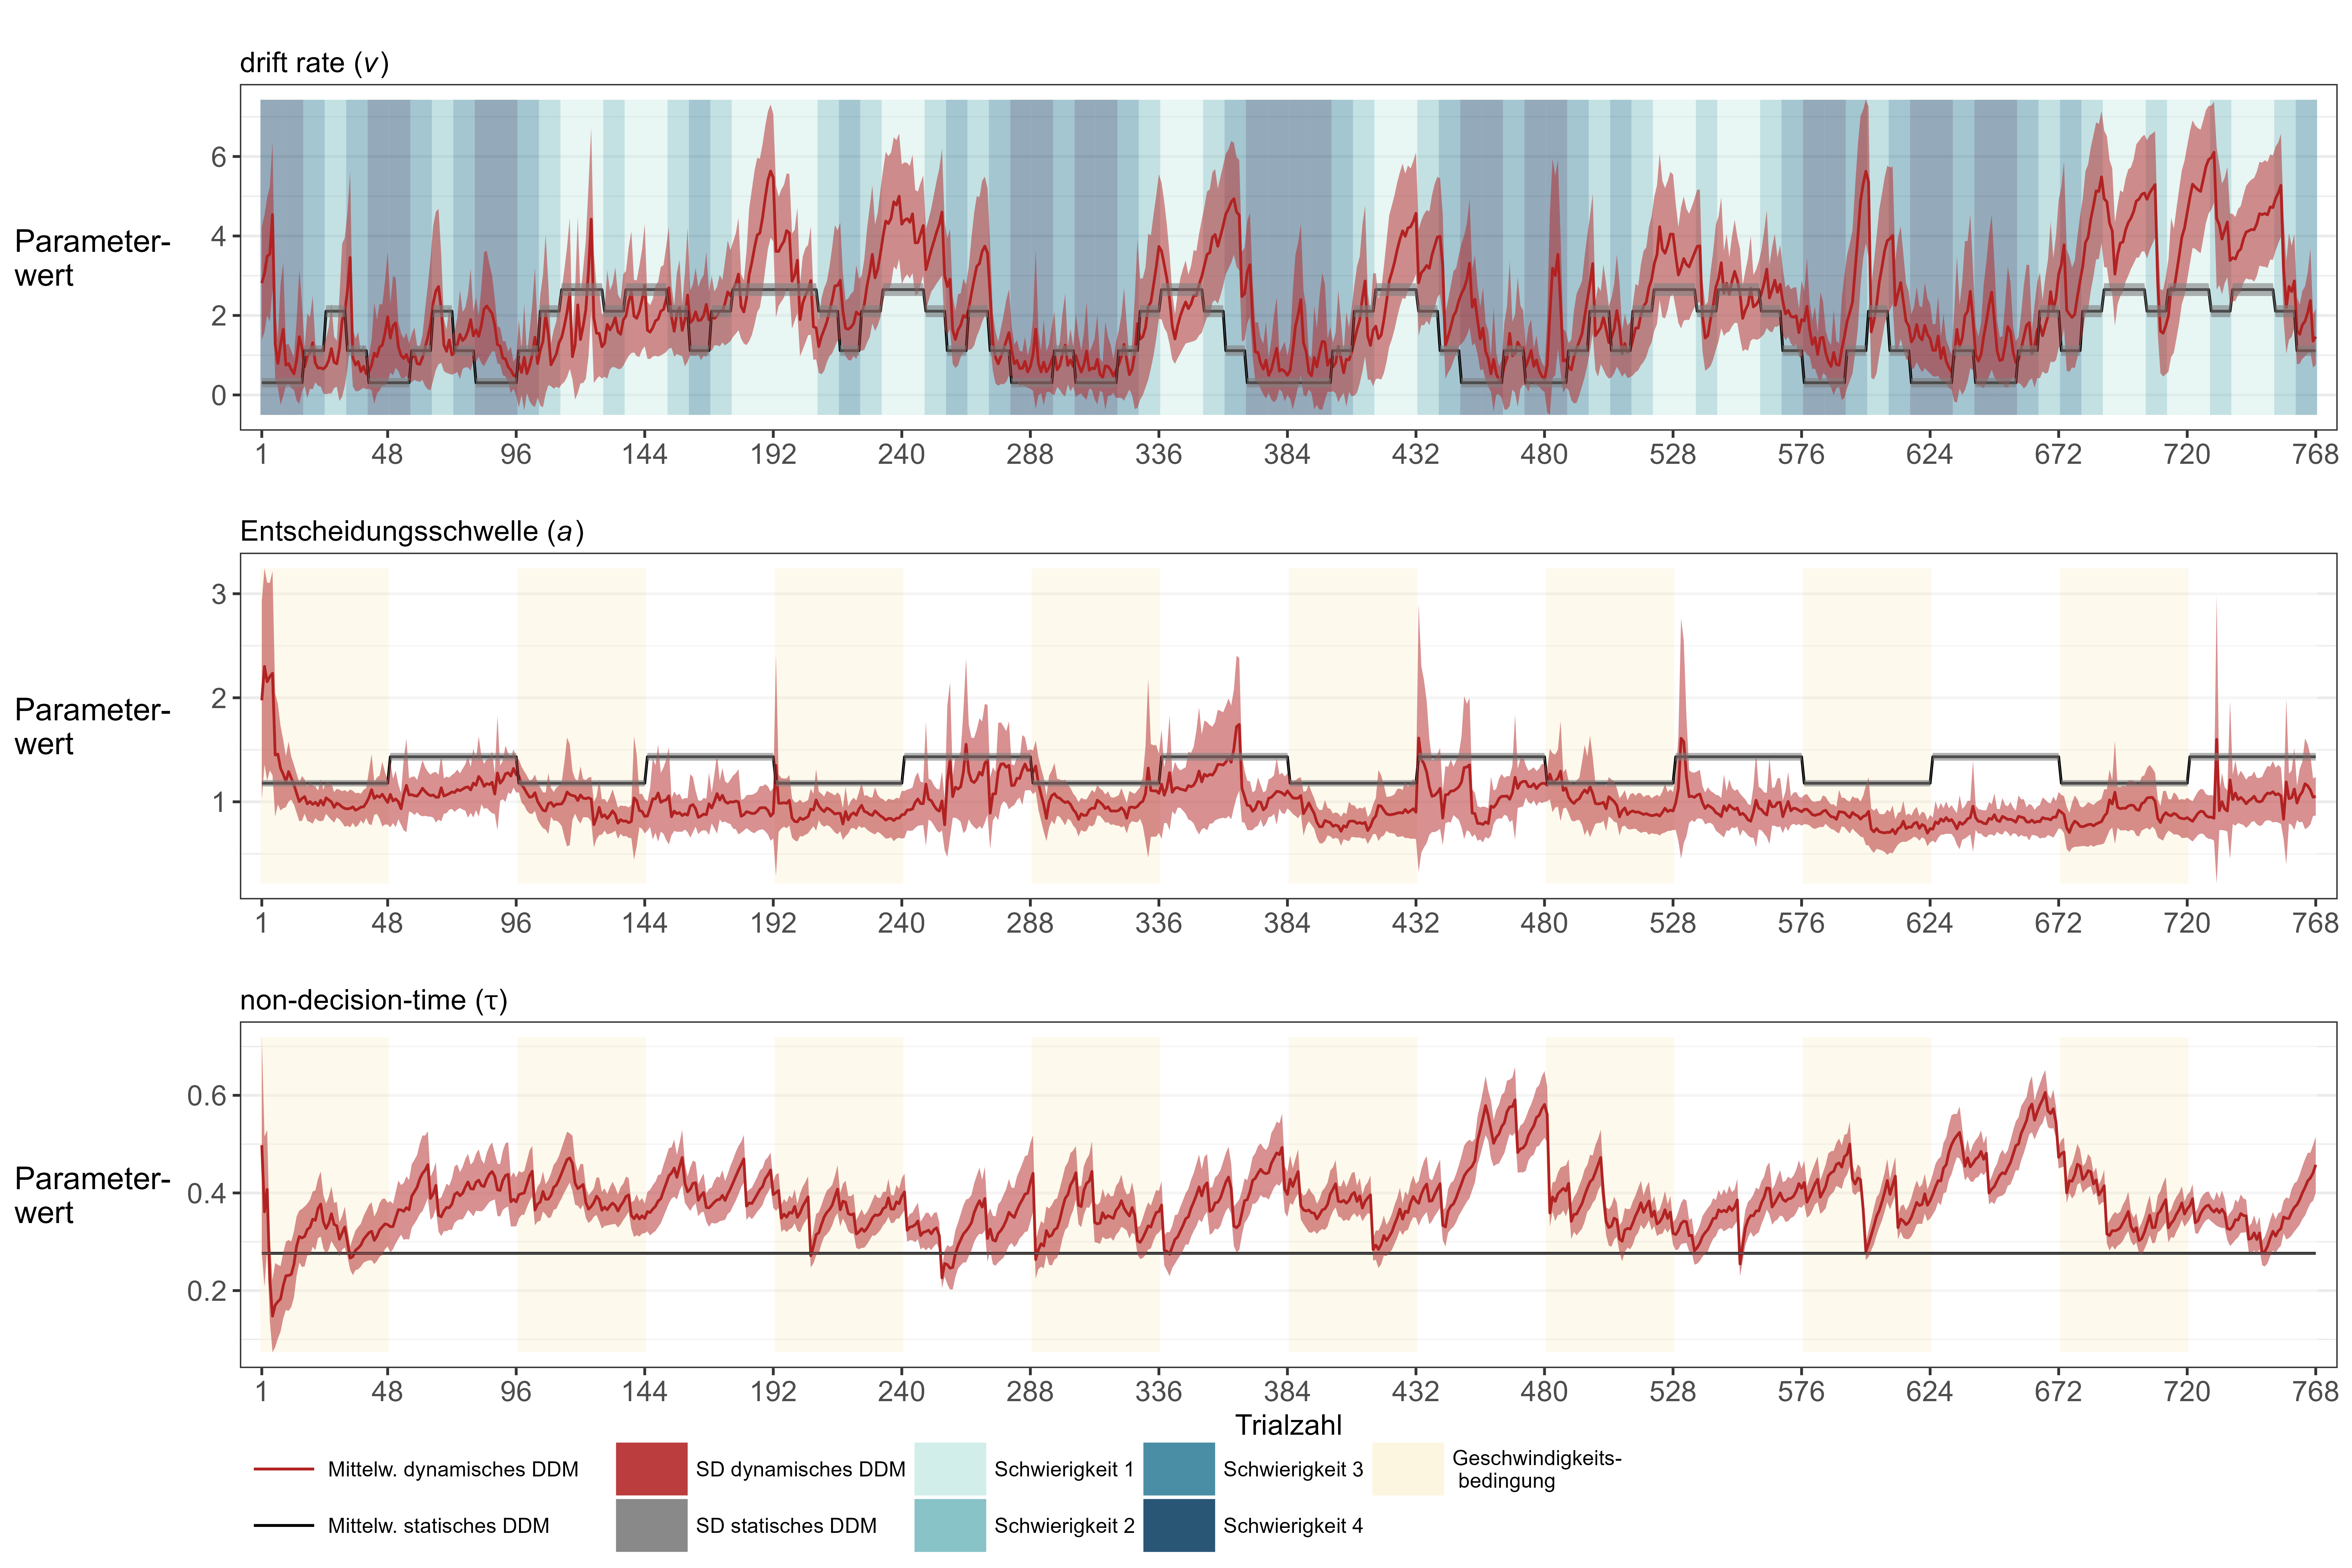 drift rate (v)
6
4
2
0
Parameter-
wert
1 48 96 144 192 240 288 336 384 432 480 528 576 624 672 720 768
Entscheidungsschwelle (a)
3
2
1
Parameter-
wert
1 48 96 144 192 240 288 336 384 432 480 528 576 624 672 720 768
non-decision-time (τ)
0.6
0.4
0.2
Parameter-
wert
1 48 96 144 192 240 288 336 384 432 480 528 576 624 672 720 768
Trialzahl
Mittelw. dynamisches DDM
Mittelw. statisches DDM
SD dynamisches DDM
SD statisches DDM
Schwierigkeit 1
Schwierigkeit 2
Schwierigkeit 3
Schwierigkeit 4
Geschwindigkeits-
bedingung